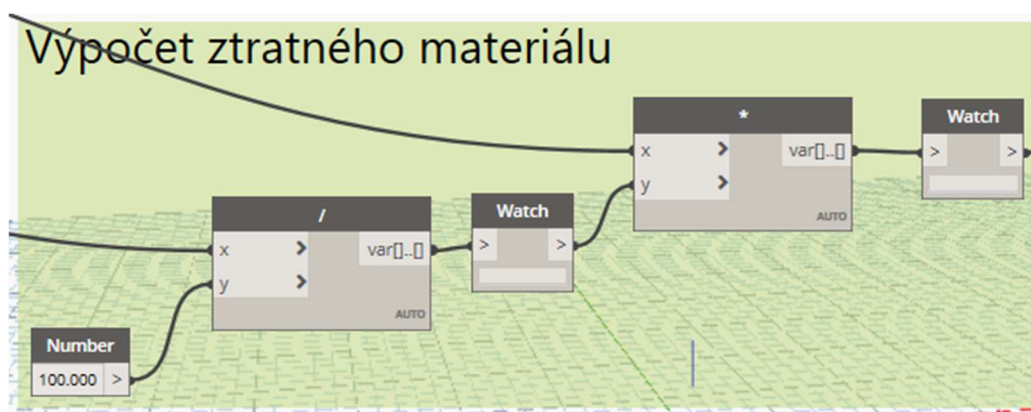 Výpočet ztratného materiálu
*
x
var[]..[]
y
AUTO
Watch
>
>
/
x
var[]..[]
y
AUTO
Watch
>
>
Number
100.000
>